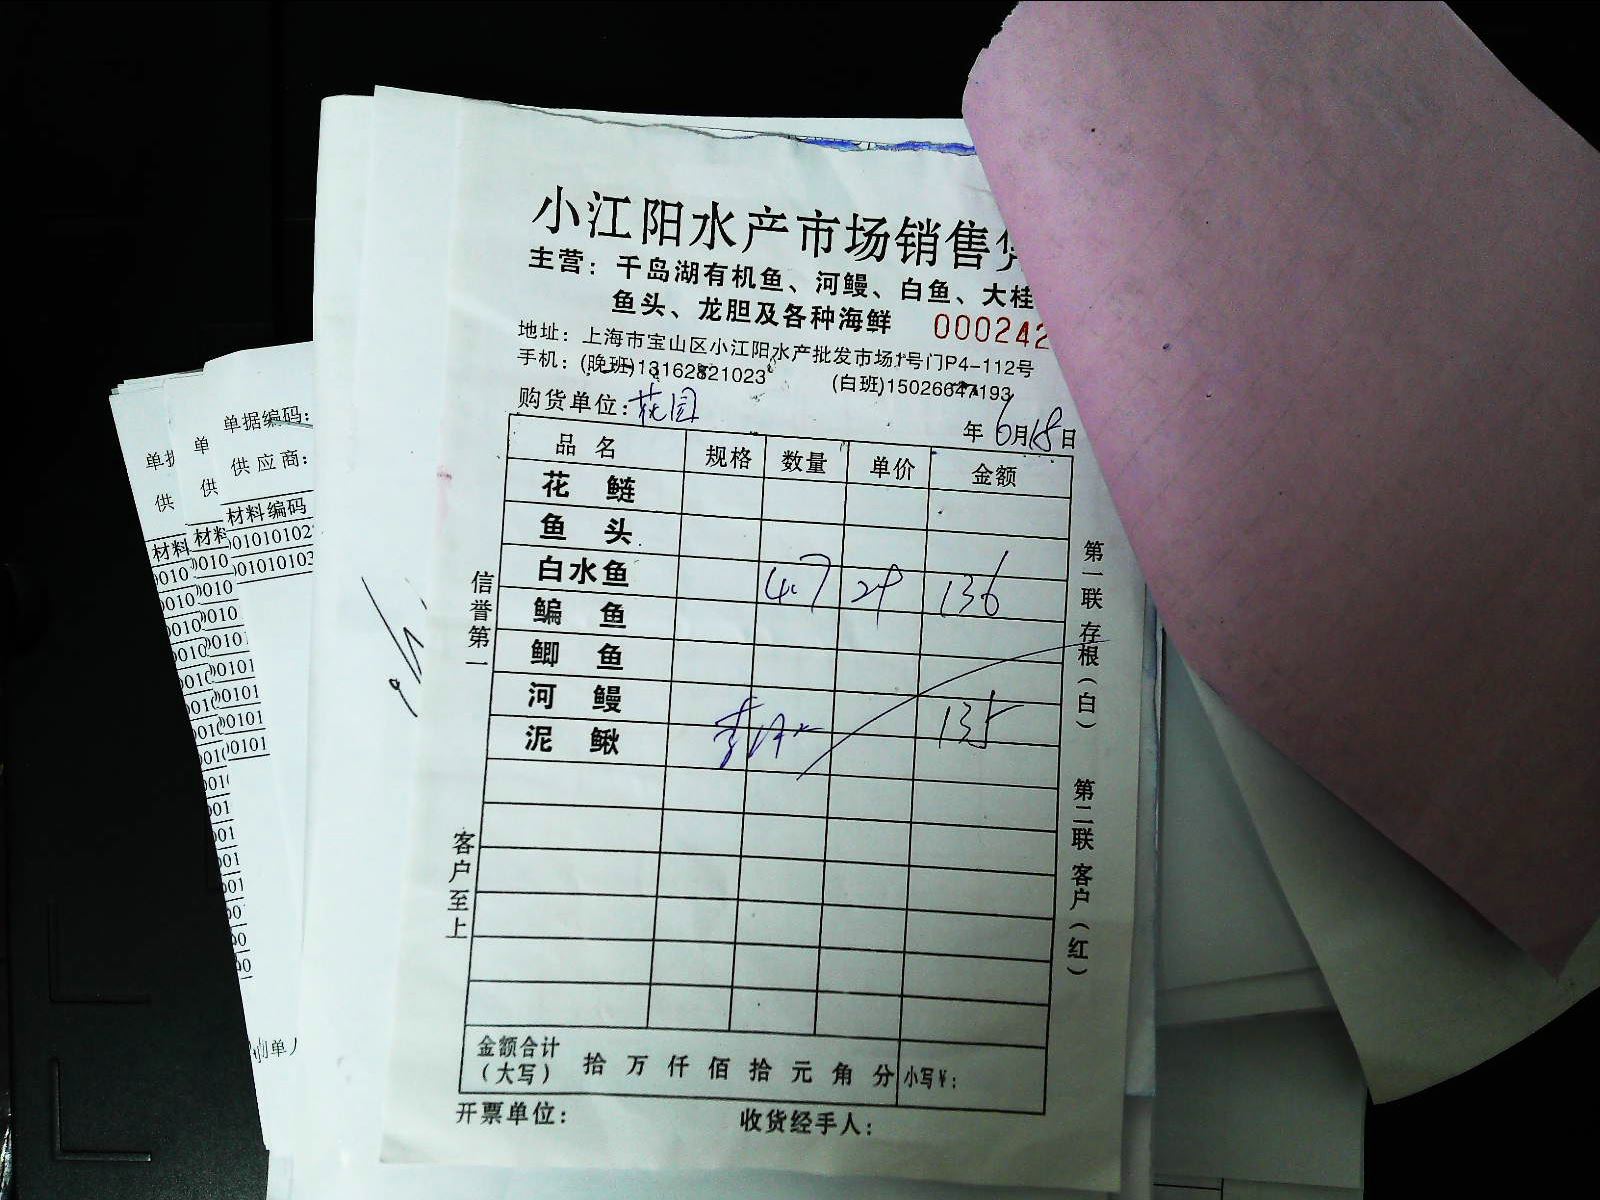 小江阳水产市场销售
主营：千岛湖有机鱼、河鳗、白鱼、大桂
鱼头、龙胆及各种海鲜
000242
地址：上海市宝山区小江阳水产批发市场1号门P4-112号
手机：(晚班)13162821023 (白班)15026647193
购货单位：花园
年 6月18日
品名 规格 数量 单价 金额
花鲢
鱼头
白水鱼 4.7 29 136
鳊鱼
鲫鱼
河鳗 135
泥鳅
金额合计
（大写） 拾 万 仟 佰 拾 元 角 分 小写¥：
开票单位： 收货经手人：
信誉第一
客户至上
第一联 存根（白）
第二联 客户（红）
单据编码：
供应商：
材料编码
单
供
材料
供
材料